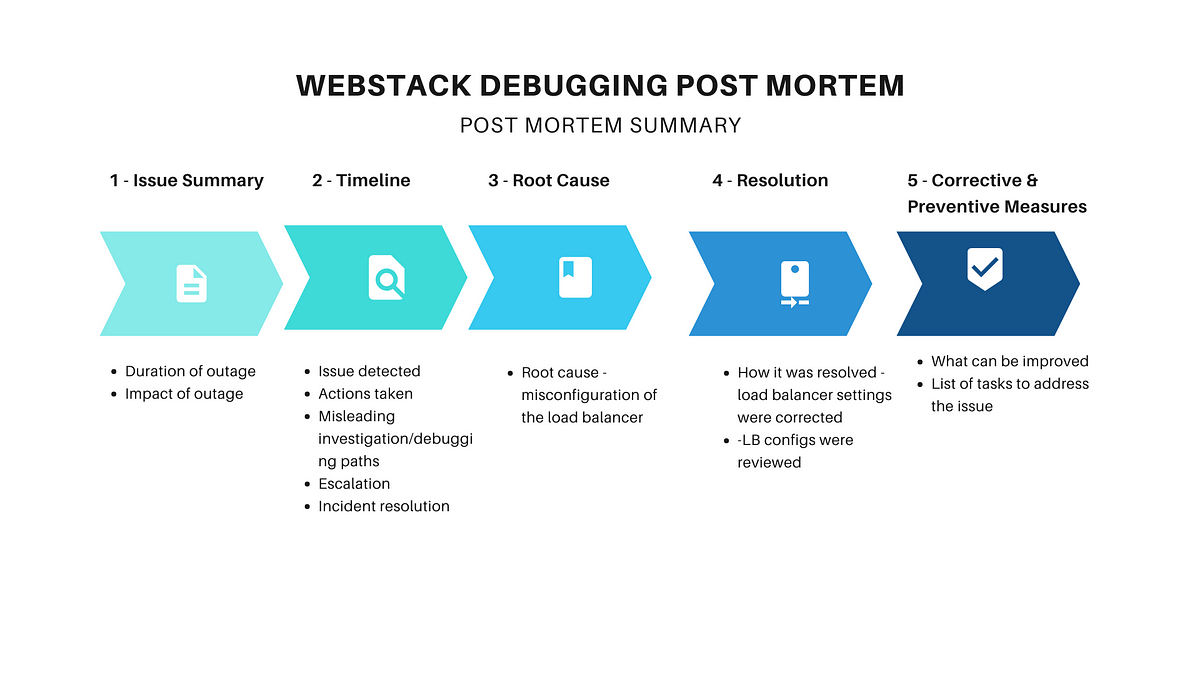 WEBSTACK DEBUGGING POST MORTEM
POST MORTEM SUMMARY
1 - Issue Summary
Duration of outage
Impact of outage
2 - Timeline
Issue detected
Actions taken
Misleading
investigation/debuggi
ng paths
Escalation
Incident resolution
3 - Root Cause
Root cause -
misconfiguration of
the load balancer
4 - Resolution
How it was resolved -
load balancer settings
were corrected
-LB configs were
reviewed
5 - Corrective &
Preventive Measures
What can be improved
List of tasks to address
the issue